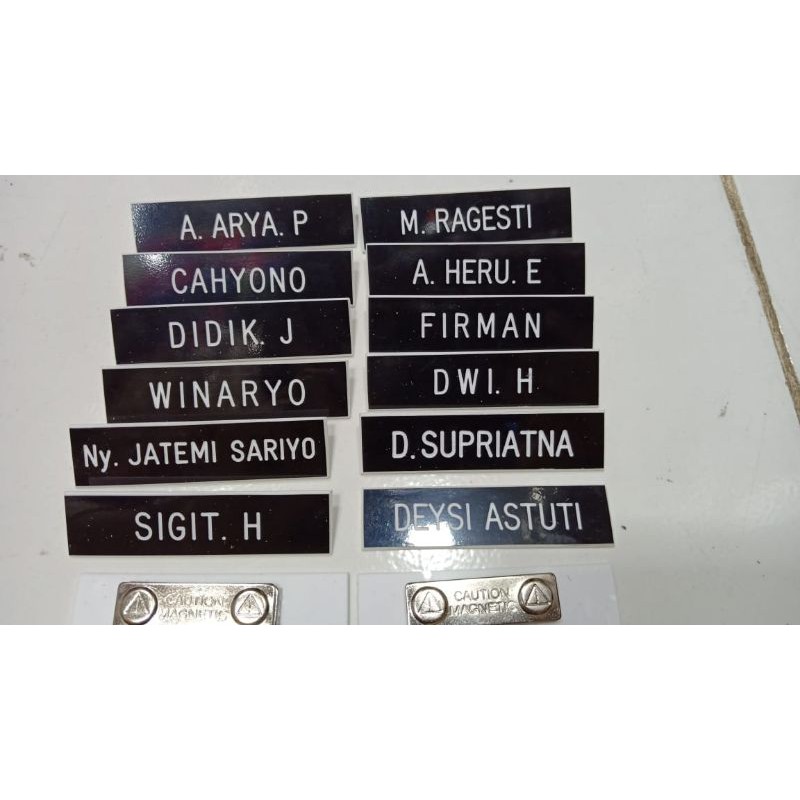 A. ARYA. P
CAHYONO
DIDIK. J
WINARYO
Ny. JATEMI SARIYO
SIGIT. H
M. RAGESTI
A. HERU. E
FIRMAN
DWI. H
D. SUPRIATNA
DEYSI ASTUTI
CAUTION
MAGNETIC
CAUTION
MAGNETIC